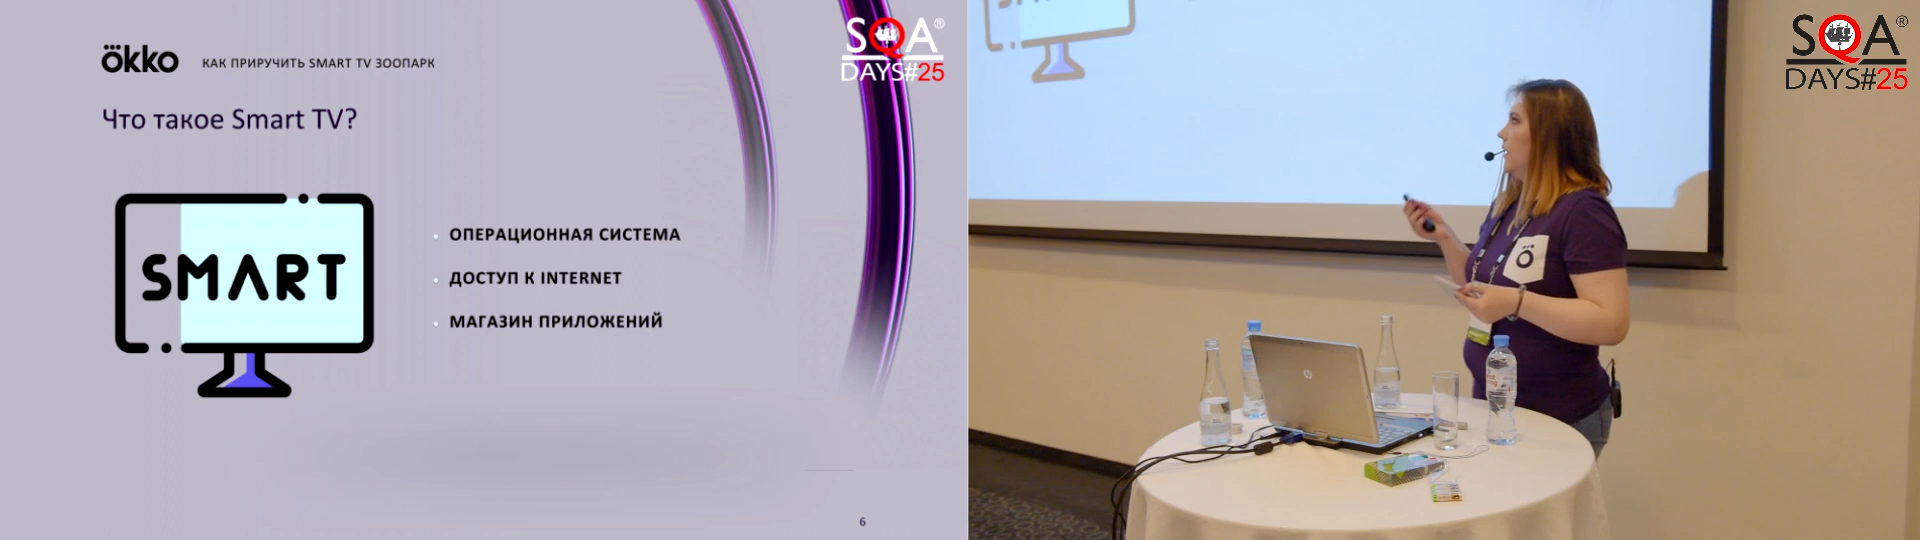 ökko
КАК ПРИРУЧИТЬ SMART TV ЗООПАРК
Что такое Smart TV?
SMART
ОПЕРАЦИОННАЯ СИСТЕМА
ДОСТУП К INTERNET
МАГАЗИН ПРИЛОЖЕНИЙ
6
SQA®
DAYS#25
SQA®
DAYS#25
ö
hp